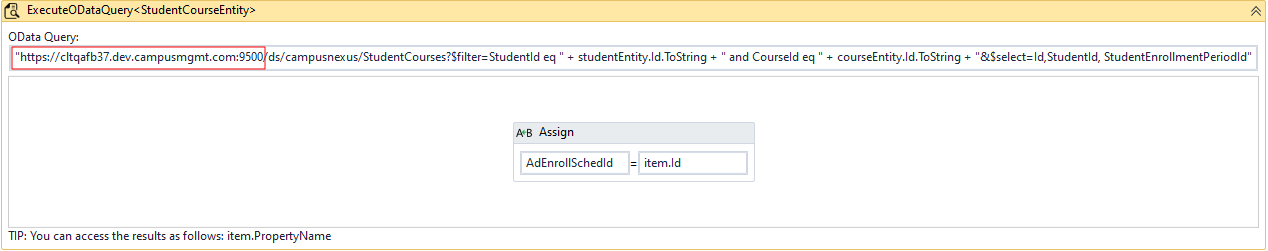 ExecuteODataQuery<StudentCourseEntity>
OData Query:
"https://cltqafb37.dev.campusmgmt.com:9500/ds/campusnexus/StudentCourses?$filter=StudentId eq " + studentEntity.Id.ToString + " and CourseId eq " + courseEntity.Id.ToString + "&$select=Id,StudentId, StudentEnrollmentPeriodId"
A+B Assign
AdEnrollSchedId = item.Id
TIP: You can access the results as follows: item.PropertyName